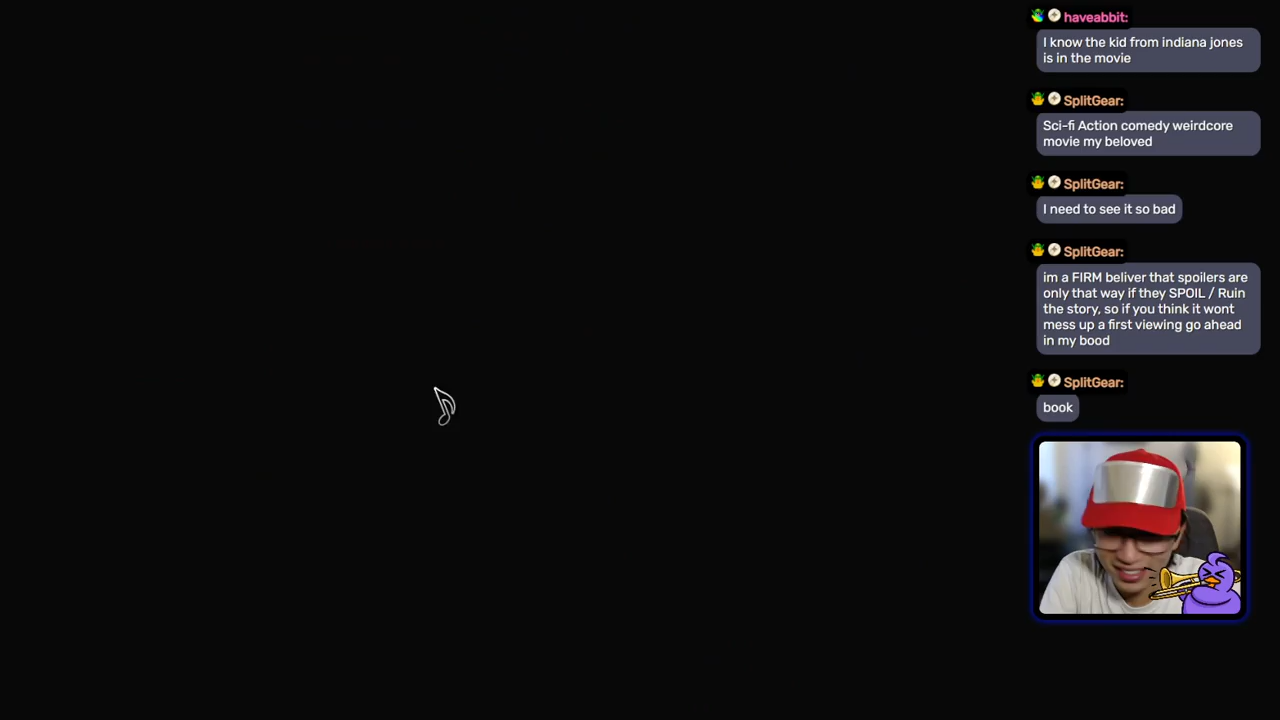 haveabbit:
I know the kid from indiana jones
is in the movie
SplitGear:
Sci-fi Action comedy weirdcore
movie my beloved
SplitGear:
I need to see it so bad
SplitGear:
im a FIRM beliver that spoilers are
only that way if they SPOIL / Ruin
the story, so if you think it wont
mess up a first viewing go ahead
in my bood
SplitGear:
book